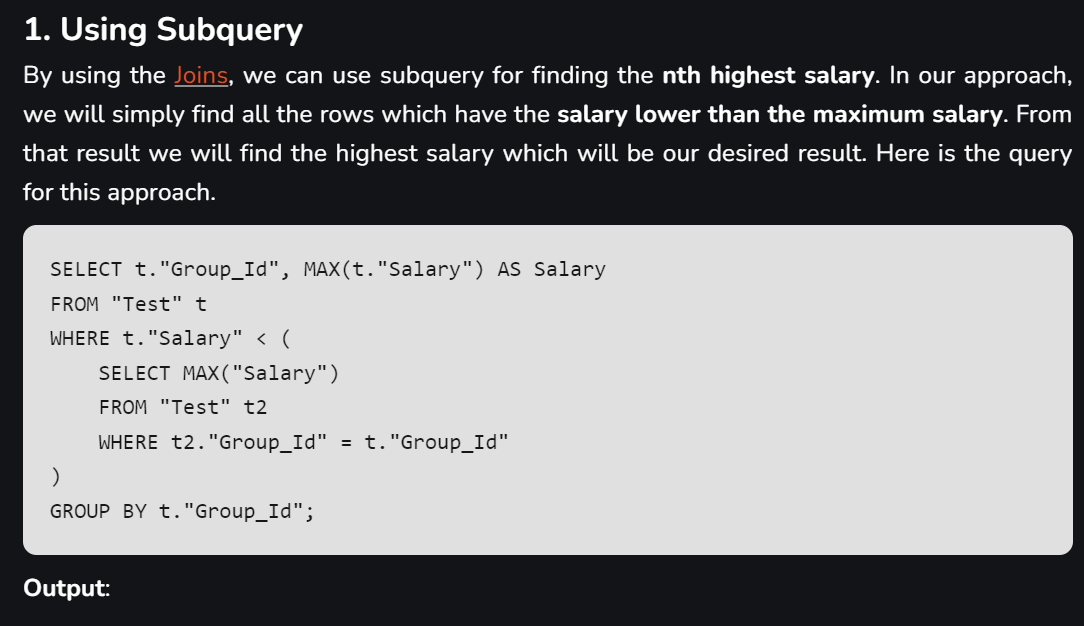 1. Using Subquery
By using the Joins, we can use subquery for finding the nth highest salary. In our approach,
we will simply find all the rows which have the salary lower than the maximum salary. From
that result we will find the highest salary which will be our desired result. Here is the query
for this approach.
SELECT t."Group_Id", MAX(t."Salary") AS Salary
FROM "Test" t
WHERE t."Salary" < (
    SELECT MAX("Salary")
    FROM "Test" t2
    WHERE t2."Group_Id" = t."Group_Id"
)
GROUP BY t."Group_Id";
Output: